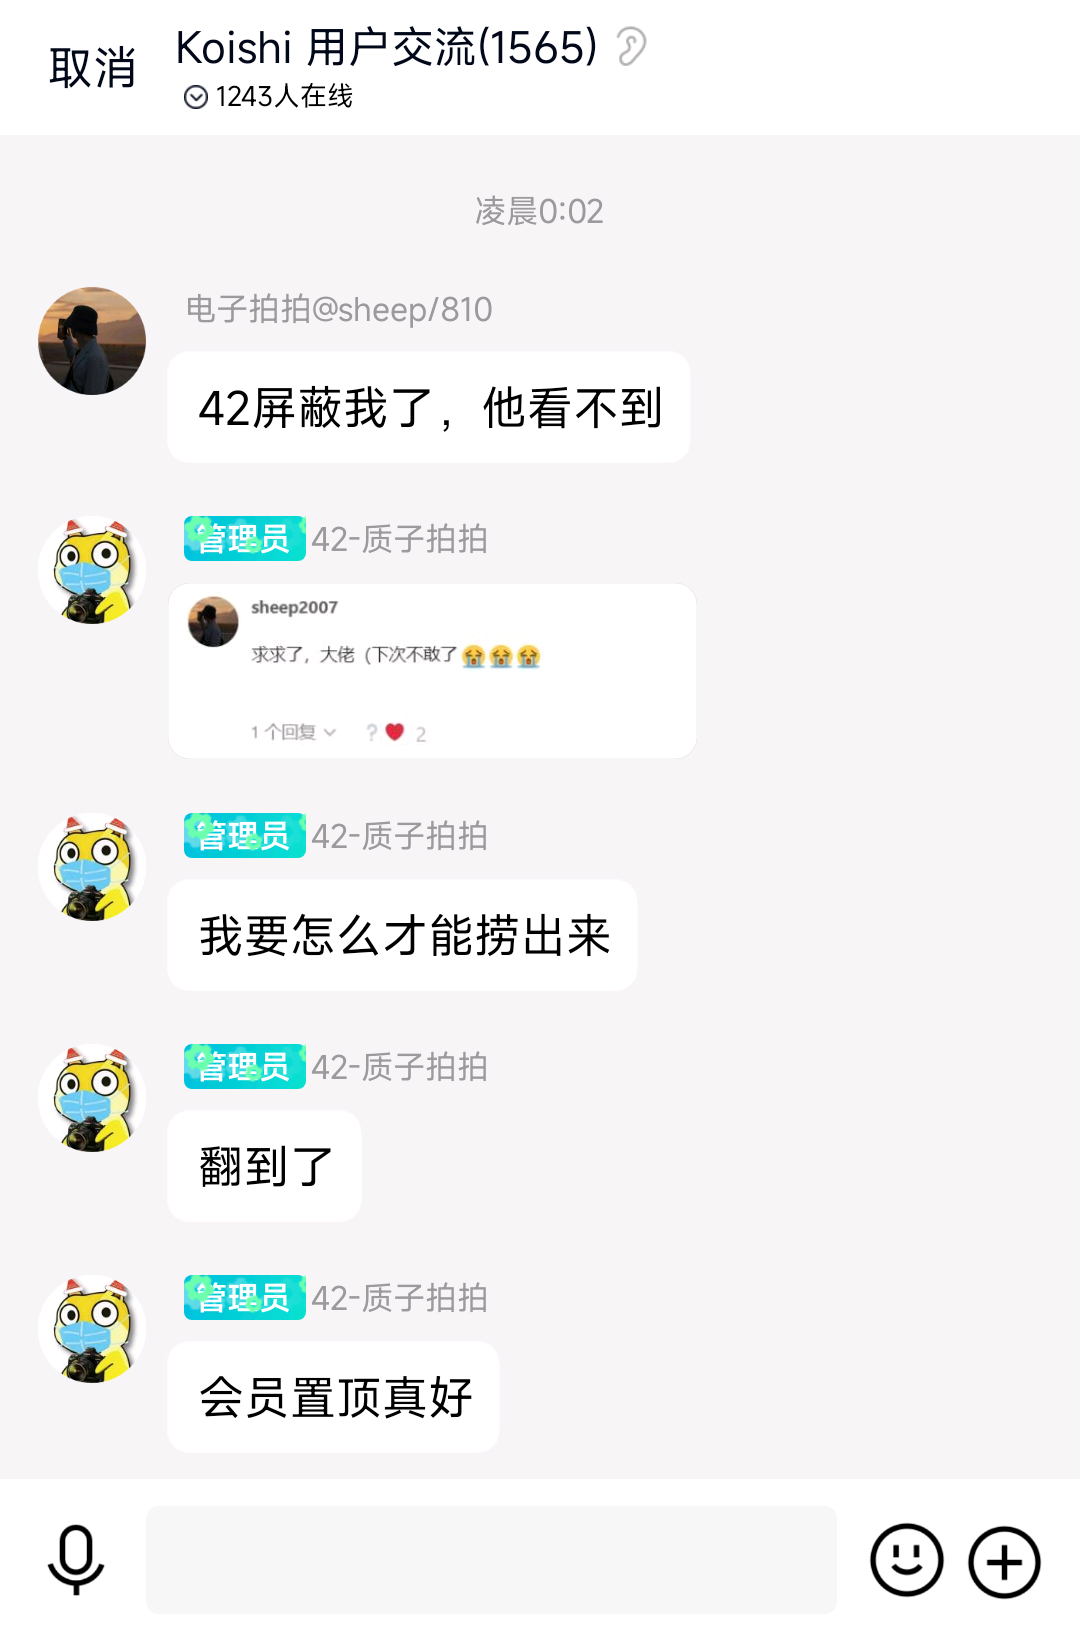 取消
Koishi 用户交流(1565)
1243人在线
凌晨0:02
电子拍拍@sheep/810
42屏蔽我了，他看不到
管理员 42-质子拍拍
sheep2007
求求了，大佬（下次不敢了😭😭😭
1 个回复 ? ❤ 2
管理员 42-质子拍拍
我要怎么才能捞出来
管理员 42-质子拍拍
翻到了
管理员 42-质子拍拍
会员置顶真好